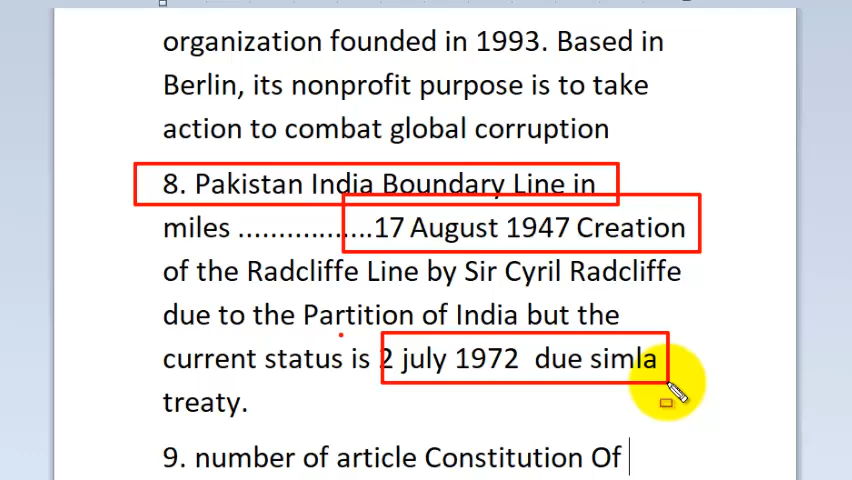 organization founded in 1993. Based in
Berlin, its nonprofit purpose is to take
action to combat global corruption
8. Pakistan India Boundary Line in
miles .................17 August 1947 Creation
of the Radcliffe Line by Sir Cyril Radcliffe
due to the Partition of India but the
current status is 2 july 1972  due simla
treaty.
9. number of article Constitution Of